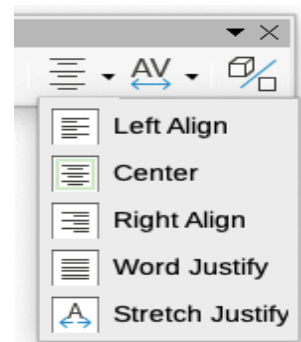 AV
Left Align
Center
Right Align
Word Justify
A
Stretch Justify